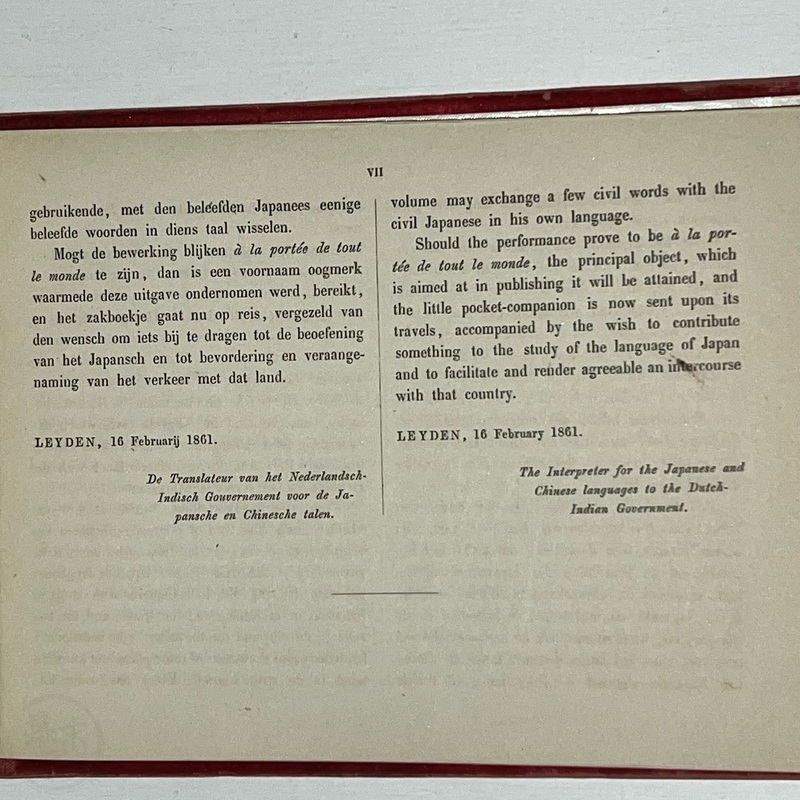 VII
gebruikende, met den beleefden Japanees eenige
beleefde woorden in diens taal wisselen.
Mogt de bewerking blijken à la portée de tout
le monde te zijn, dan is een voornaam oogmerk
waarmede deze uitgave ondernomen werd, bereikt,
en het zakboekje gaat nu op reis, vergezeld van
den wensch om iets bij te dragen tot de beoefening
van het Japansch en tot bevordering en veraange-
naming van het verkeer met dat land.
LEYDEN, 16 Februarij 1861.
De Translateur van het Nederlandsch-
Indisch Gouvernement voor de Ja-
pansche en Chinesche talen.
volume may exchange a few civil words with the
civil Japanese in his own language.
Should the performance prove to be à la por-
tée de tout le monde, the principal object, which
is aimed at in publishing it will be attained, and
the little pocket-companion is now sent upon its
travels, accompanied by the wish to contribute
something to the study of the language of Japan
and to facilitate and render agreeable an intercourse
with that country.
LEYDEN, 16 February 1861.
The Interpreter for the Japanese and
Chinese languages to the Dutch-
Indian Government.